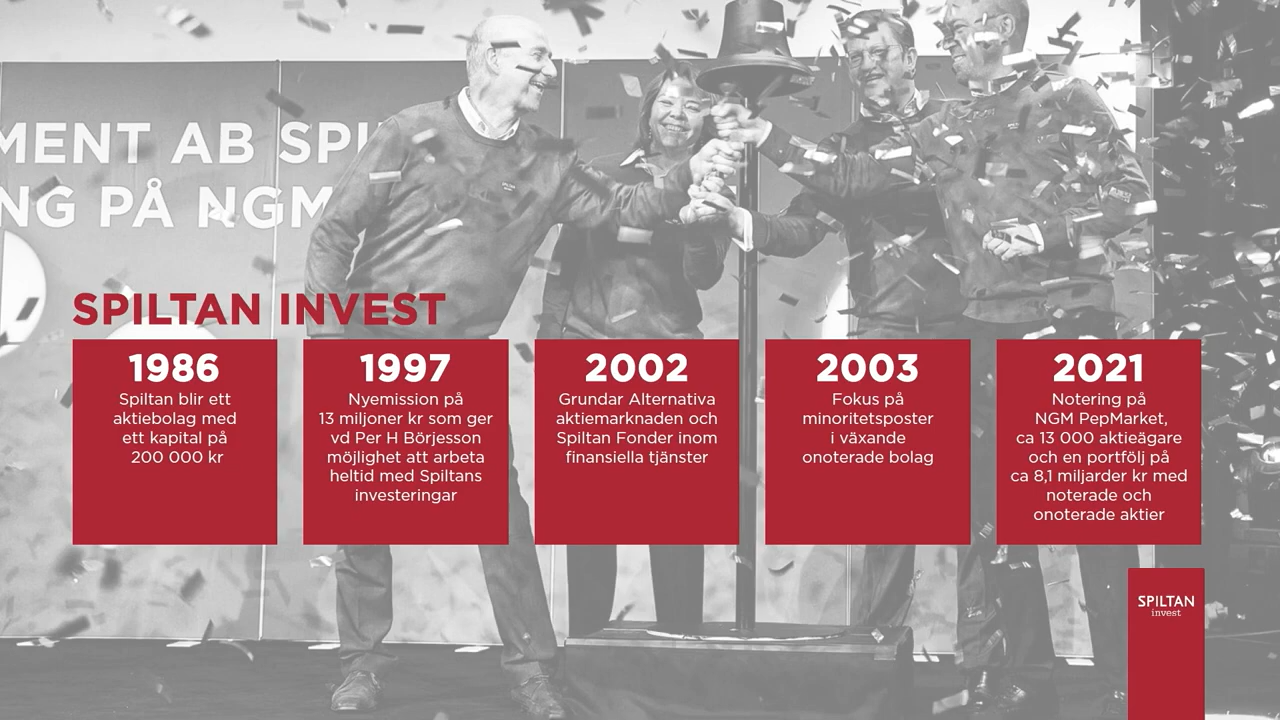 MENT AB SPI
NG PÅ NGM
SPILTAN INVEST
1986
Spiltan blir ett
aktiebolag med
ett kapital på
200 000 kr
1997
Nyemission på
13 miljoner kr som ger
vd Per H Börjesson
möjlighet att arbeta
heltid med Spiltans
investeringar
2002
Grundar Alternativa
aktiemarknaden och
Spiltan Fonder inom
finansiella tjänster
2003
Fokus på
minoritetsposter
i växande
onoterade bolag
2021
Notering på
NGM PepMarket,
ca 13 000 aktieägare
och en portfölj på
ca 8,1 miljarder kr med
noterade och
onoterade aktier
SPILTAN
invest